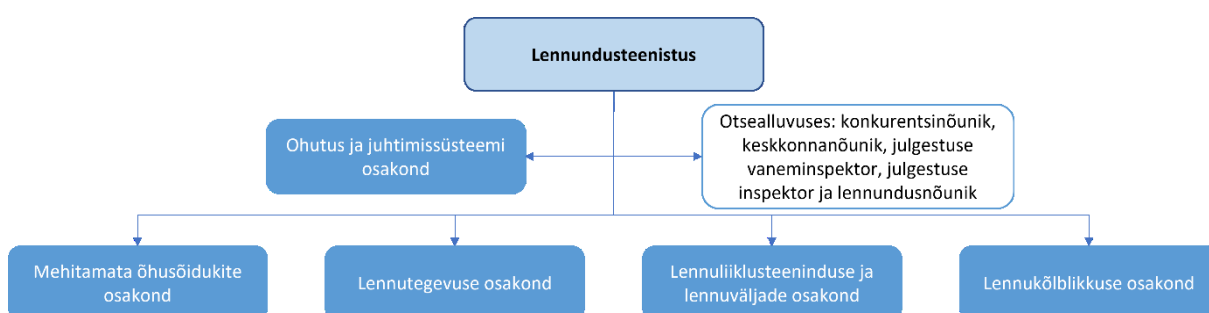 Lennundusteenistus
Ohutus ja juhtimissüsteemi
osakond
Otsealluvuses: konkurentsinõunik,
keskkonnanõunik, julgestuse
vaneminspektor, julgestuse
inspektor ja lennundusnõunik
Mehitamata õhusõidukite
osakond
Lennutegevuse osakond
Lennuliiklusteeninduse ja
lennuväljade osakond
Lennukõlblikkuse osakond